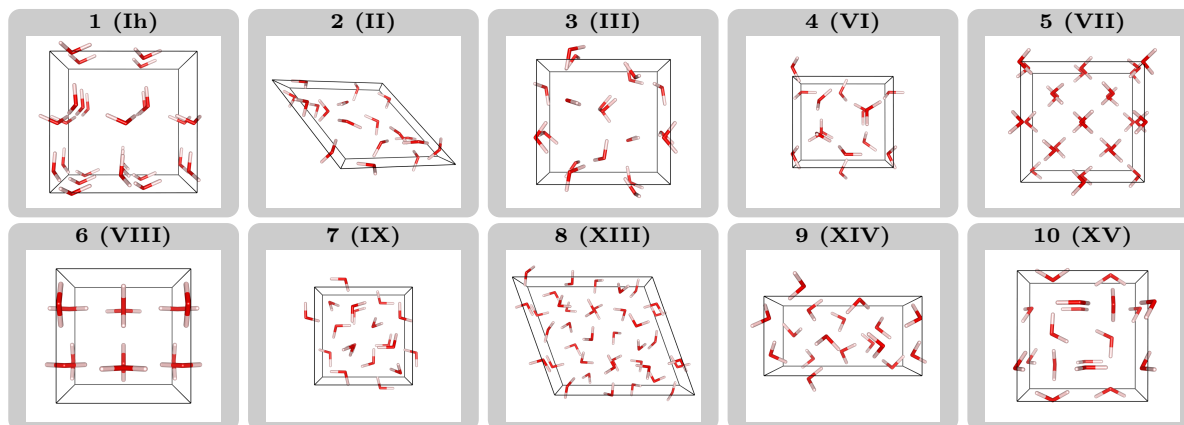 1 (Ih)
2 (II)
3 (III)
4 (VI)
5 (VII)
6 (VIII)
7 (IX)
8 (XIII)
9 (XIV)
10 (XV)